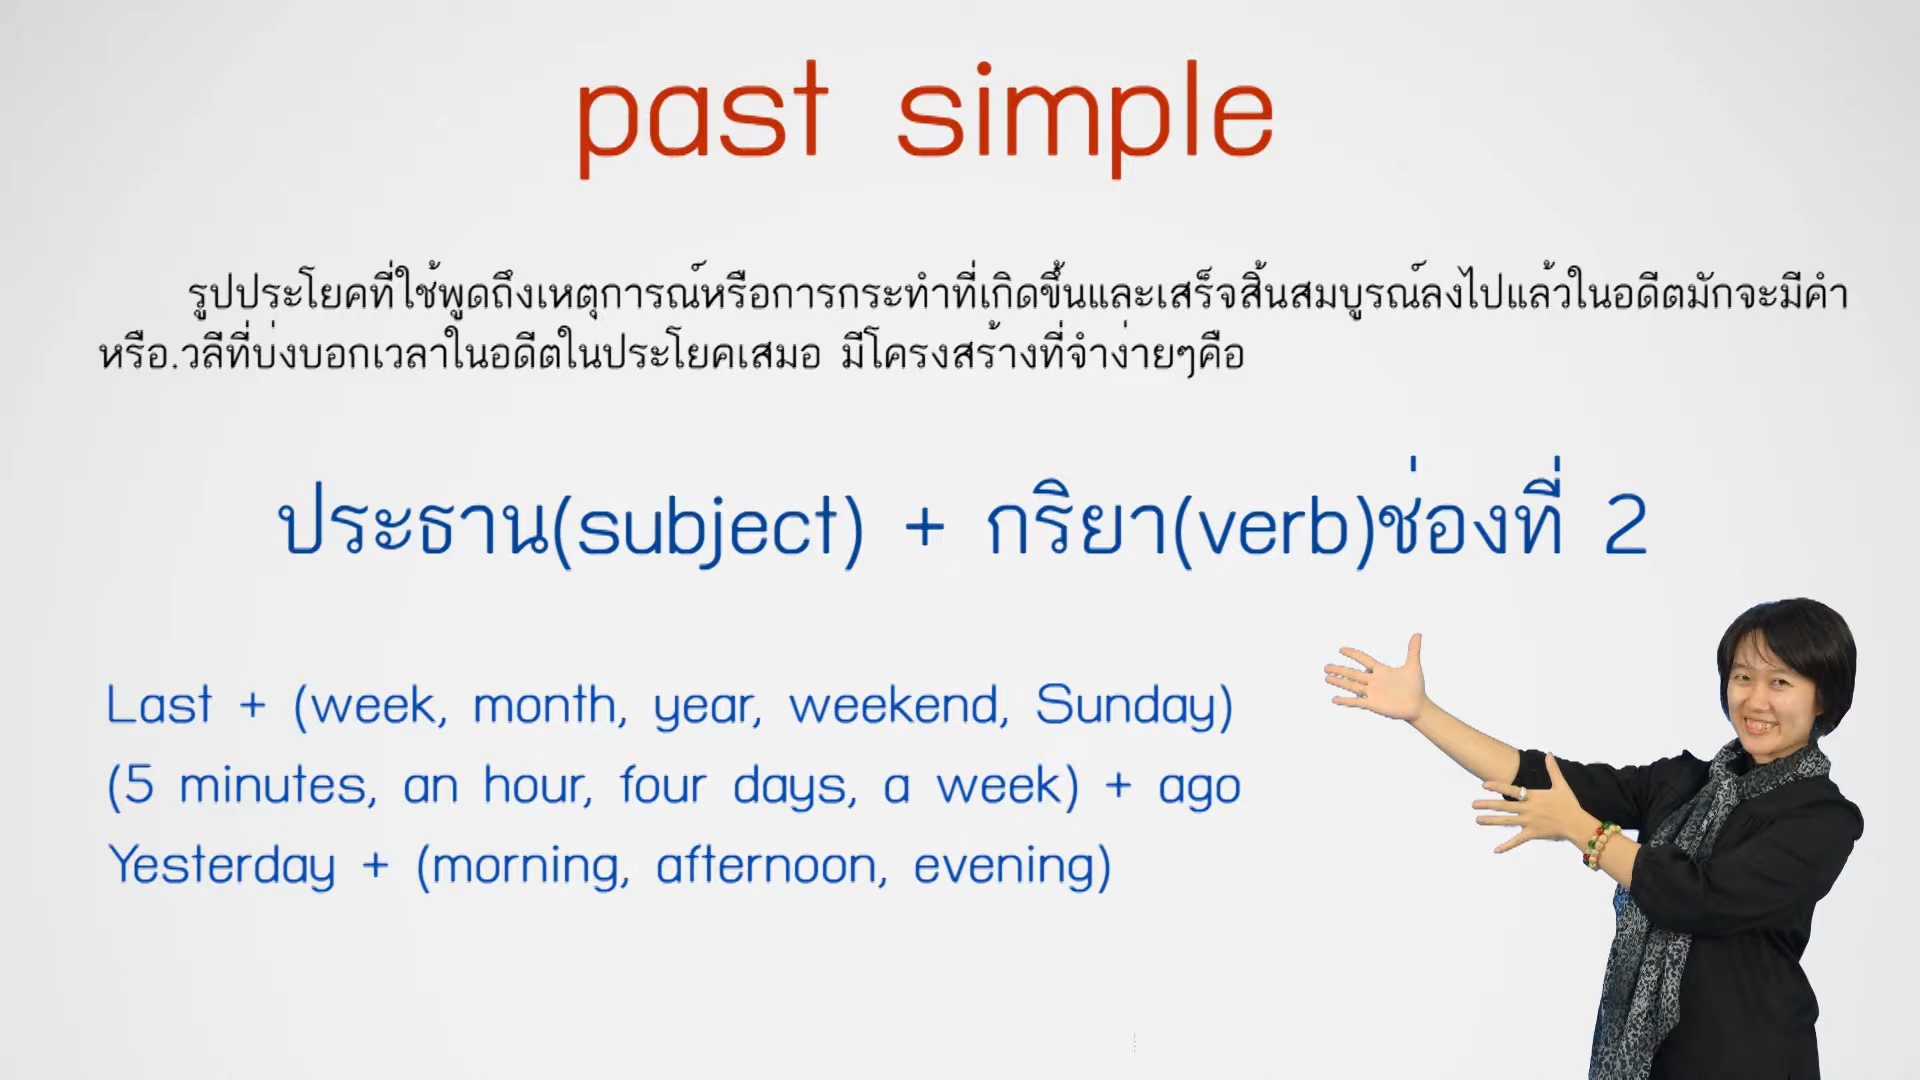 past simple
รูปประโยคที่ใช้พูดถึงเหตุการณ์หรือการกระทำที่เกิดขึ้นและเสร็จสิ้นสมบูรณ์ลงไปแล้วในอดีตมักจะมีคำ
หรือ.วลีที่บ่งบอกเวลาในอดีตในประโยคเสมอ มีโครงสร้างที่จำง่ายๆคือ
ประธาน(subject) + กริยา(verb)ช่องที่ 2
Last + (week, month, year, weekend, Sunday)
(5 minutes, an hour, four days, a week) + ago
Yesterday + (morning, afternoon, evening)